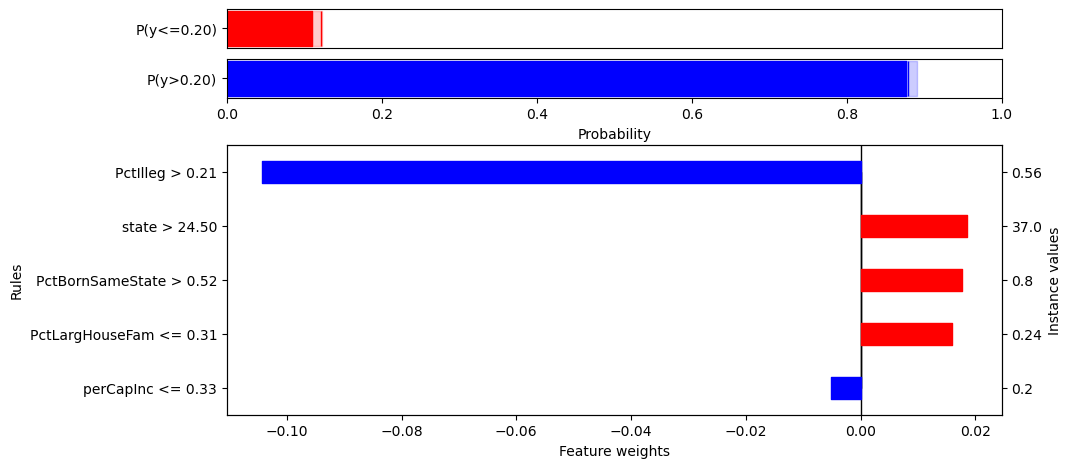 P(y<=0.20)
P(y>0.20)
0.0 0.2 0.4 0.6 0.8 1.0
Probability
PctIlleg > 0.21 0.56
state > 24.50 37.0
PctBornSameState > 0.52 0.8
PctLargHouseFam <= 0.31 0.24
perCapInc <= 0.33 0.2
Rules
Instance values
−0.10 −0.08 −0.06 −0.04 −0.02 0.00 0.02
Feature weights